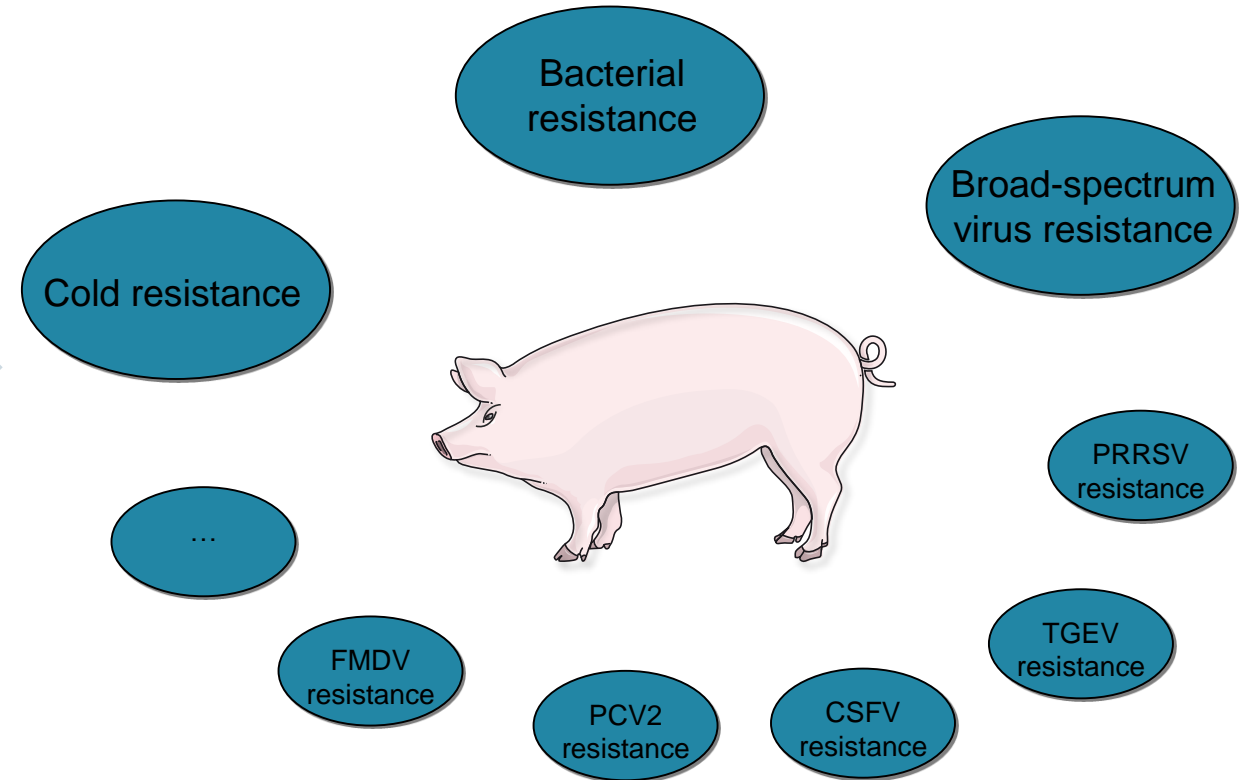 Bacterial
resistance
Broad-spectrum
virus resistance
Cold resistance
PRRSV
resistance
…
TGEV
resistance
FMDV
resistance
PCV2
resistance
CSFV
resistance